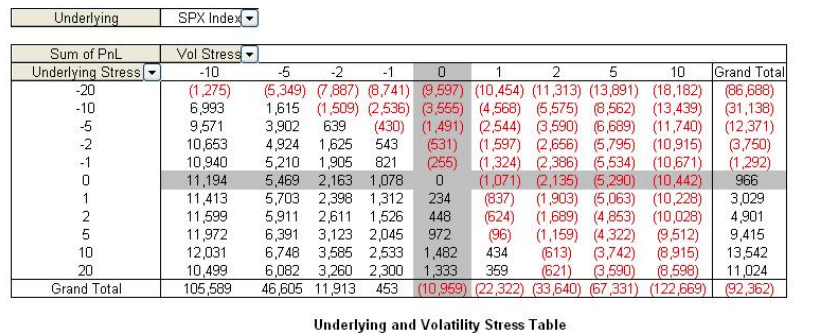 Underlying SPX Index
Sum of PnL Vol Stress
Underlying Stress -10 -5 -2 -1 0 1 2 5 10 Grand Total
-20 (1,275) (5,349) (7,887) (8,741) (9,597) (10,454) (11,313) (13,891) (18,182) (86,688)
-10 6,993 1,615 (1,509) (2,536) (3,555) (4,568) (5,575) (8,562) (13,439) (31,138)
-5 9,571 3,902 639 (430) (1,491) (2,544) (3,590) (6,689) (11,740) (12,371)
-2 10,653 4,924 1,625 543 (531) (1,597) (2,656) (5,795) (10,915) (3,750)
-1 10,940 5,210 1,905 821 (255) (1,324) (2,386) (5,534) (10,671) (1,292)
0 11,194 5,469 2,163 1,078 0 (1,071) (2,135) (5,290) (10,442) 966
1 11,413 5,703 2,398 1,312 234 (837) (1,903) (5,063) (10,228) 3,029
2 11,599 5,911 2,611 1,526 448 (624) (1,689) (4,853) (10,028) 4,901
5 11,972 6,391 3,123 2,045 972 (96) (1,159) (4,322) (9,512) 9,415
10 12,031 6,748 3,585 2,533 1,482 434 (613) (3,742) (8,915) 13,542
20 10,499 6,082 3,260 2,300 1,333 359 (621) (3,590) (8,598) 11,024
Grand Total 105,589 46,605 11,913 453 (10,959) (22,322) (33,640) (67,331) (122,669) (92,362)
Underlying and Volatility Stress Table